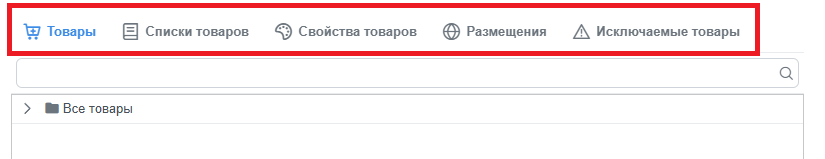 Товары Списки товаров Свойства товаров Размещения Исключаемые товары
Все товары